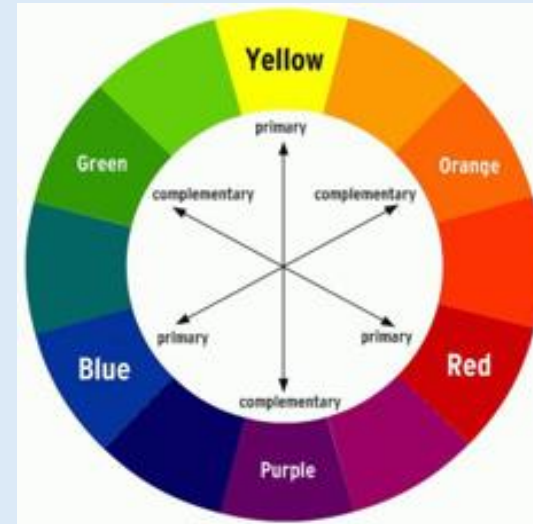 Yellow
primary
Green
Orange
complementary
complementary
primary
primary
Blue
Red
complementary
Purple